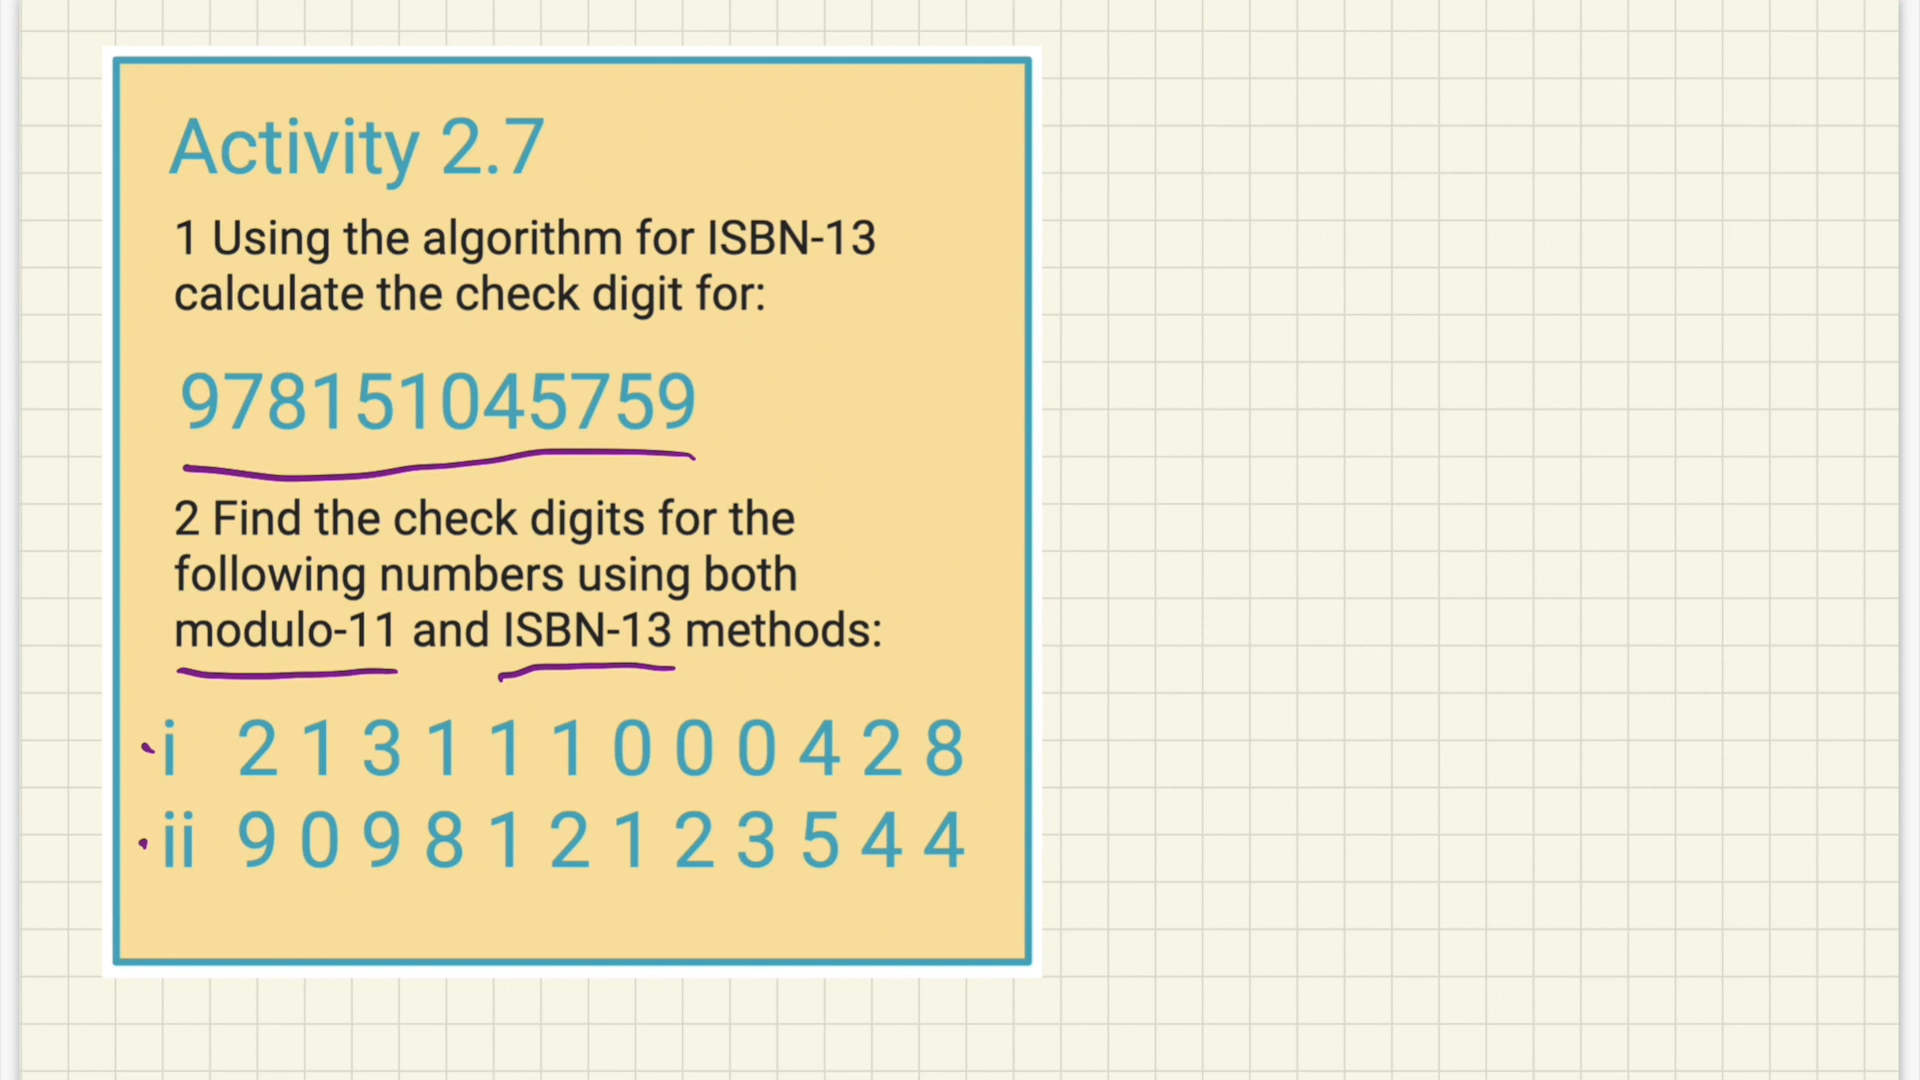 Activity 2.7
1 Using the algorithm for ISBN-13
calculate the check digit for:
978151045759
2 Find the check digits for the
following numbers using both
modulo-11 and ISBN-13 methods:
i 2 1 3 1 1 1 0 0 0 4 2 8
ii 9 0 9 8 1 2 1 2 3 5 4 4